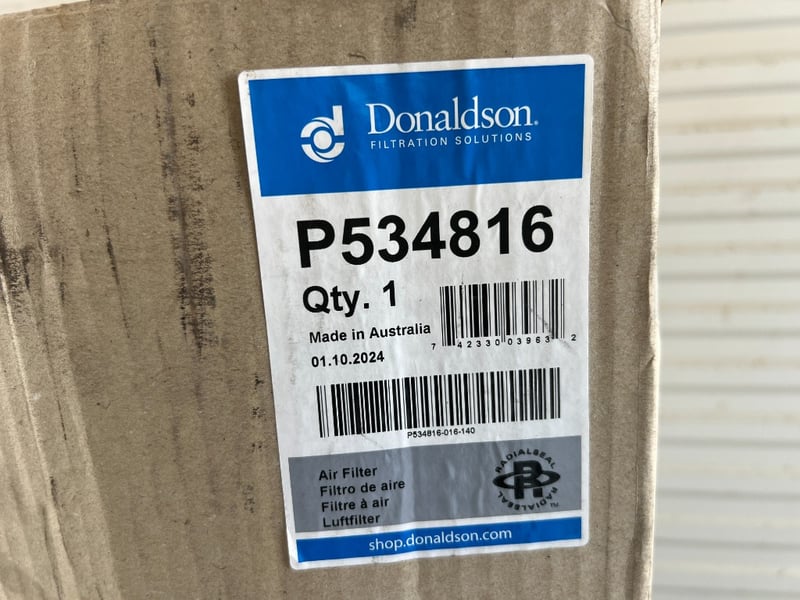 Donaldson®
FILTRATION SOLUTIONS
P534816
Qty. 1
Made in Australia
01.10.2024
7 42330 03963 2
P534816-016-140
Air Filter
Filtro de aire
Filtre à air
Luftfilter
RADIALSEAL
RADIALSEAL™
shop.donaldson.com